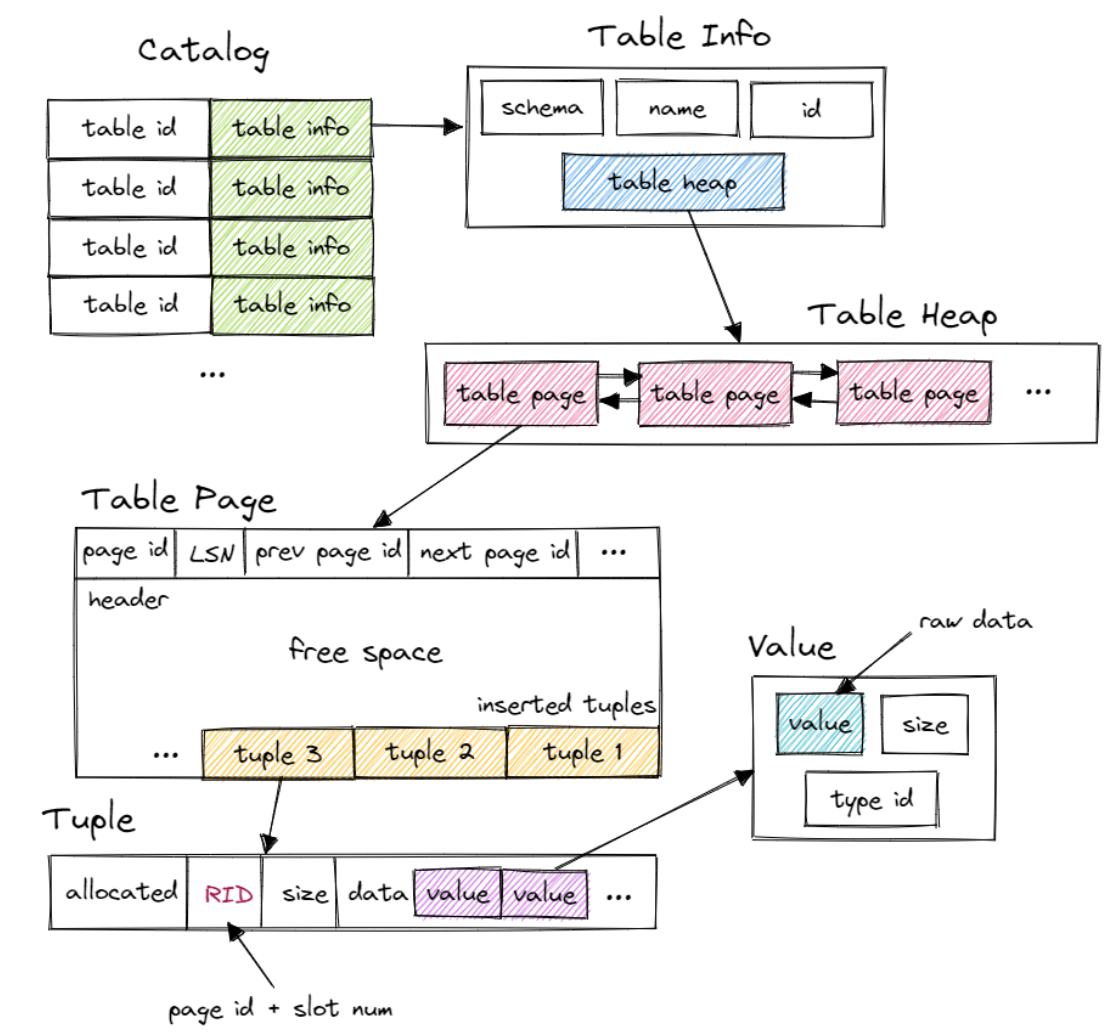 Catalog
table id table info
table id table info
table id table info
table id table info
...
Table Info
schema name id
table heap
Table Heap
table page table page table page ...
Table Page
page id LSN prev page id next page id ...
header
free space
inserted tuples
... tuple 3 tuple 2 tuple 1
raw data
Value
value size
type id
Tuple
allocated RID size data value value ...
page id + slot num